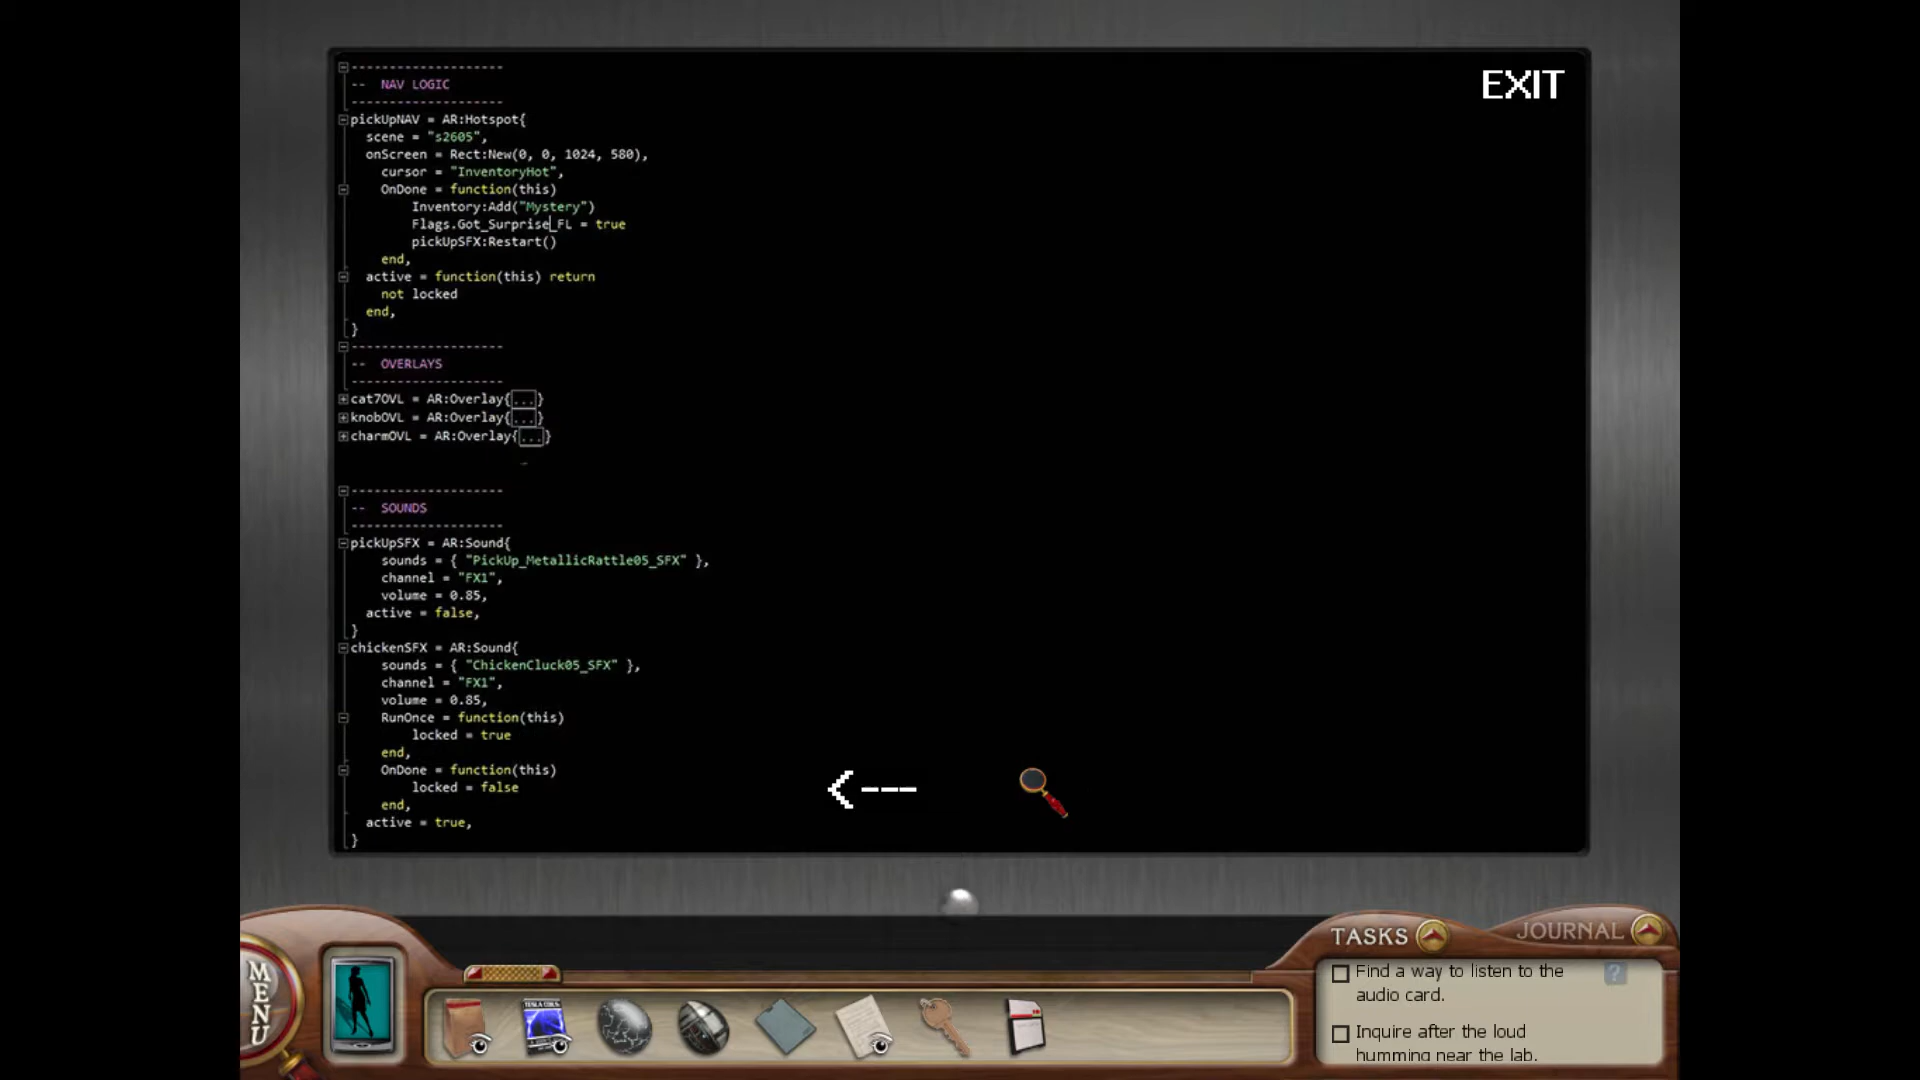 --------------------
-- NAV LOGIC
--------------------
EXIT
pickUpNAV = AR:Hotspot{
scene = "s2605",
onScreen = Rect:New(0, 0, 1024, 580),
cursor = "InventoryHot",
OnDone = function(this)
Inventory:Add("Mystery")
Flags.Got_Surprise_FL = true
pickUpSFX:Restart()
end,
active = function(this) return
not locked
end,
}
--------------------
-- OVERLAYS
--------------------
cat7OVL = AR:Overlay{...}
knobOVL = AR:Overlay{...}
charmOVL = AR:Overlay{...}
--------------------
-- SOUNDS
--------------------
pickUpSFX = AR:Sound{
sounds = { "PickUp_MetallicRattle05_SFX" },
channel = "FX1",
volume = 0.85,
active = false,
}
chickenSFX = AR:Sound{
sounds = { "ChickenCluck05_SFX" },
channel = "FX1",
volume = 0.85,
RunOnce = function(this)
locked = true
end,
OnDone = function(this)
locked = false
end,
active = true,
}
<---
MENU
TESLA COILS
TASKS
JOURNAL
Find a way to listen to the
audio card.
?
Inquire after the loud
humming near the lab.